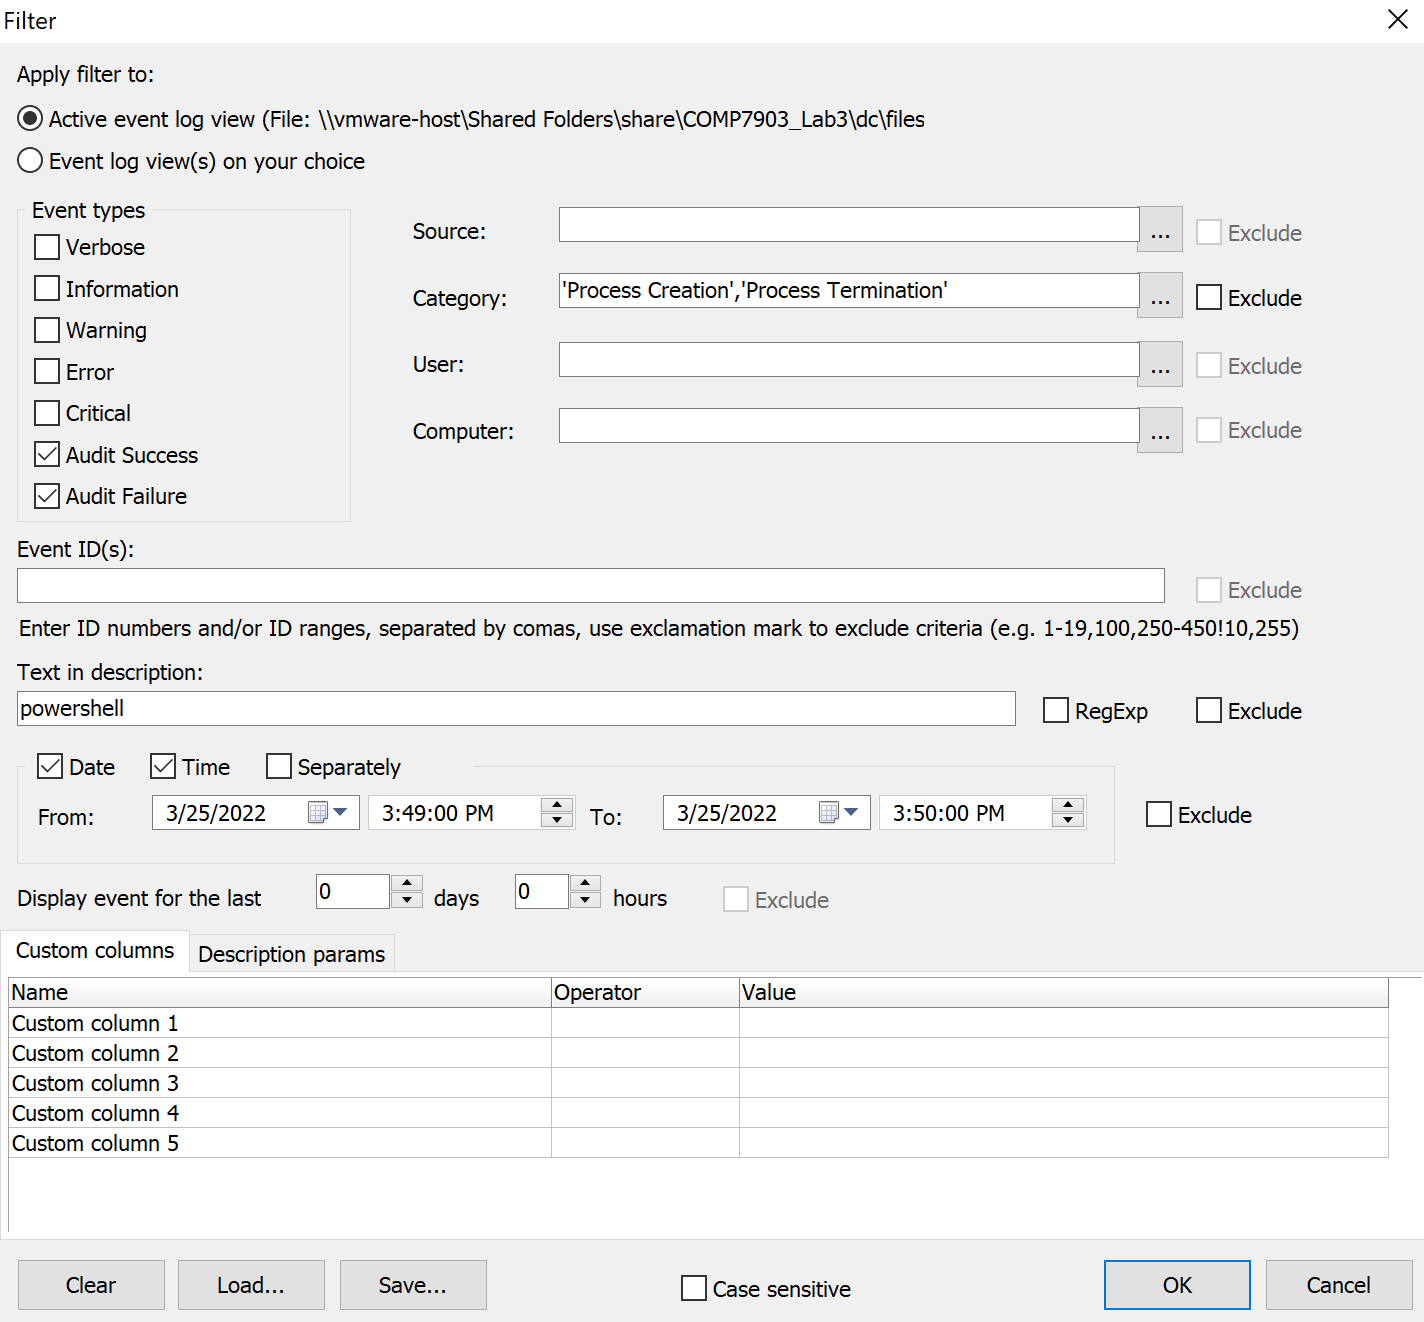 Filter
Apply filter to:
Active event log view (File: \\vmware-host\Shared Folders\share\COMP7903_Lab3\dc\files
Event log view(s) on your choice
Event types
Verbose
Information
Warning
Error
Critical
Audit Success
Audit Failure
Source: ... Exclude
Category: 'Process Creation','Process Termination' ... Exclude
User: ... Exclude
Computer: ... Exclude
Event ID(s):
Exclude
Enter ID numbers and/or ID ranges, separated by comas, use exclamation mark to exclude criteria (e.g. 1-19,100,250-450!10,255)
Text in description:
powershell RegExp Exclude
Date Time Separately
From: 3/25/2022 3:49:00 PM To: 3/25/2022 3:50:00 PM Exclude
Display event for the last 0 days 0 hours Exclude
Custom columns Description params
Name Operator Value
Custom column 1
Custom column 2
Custom column 3
Custom column 4
Custom column 5
Clear Load... Save... Case sensitive OK Cancel